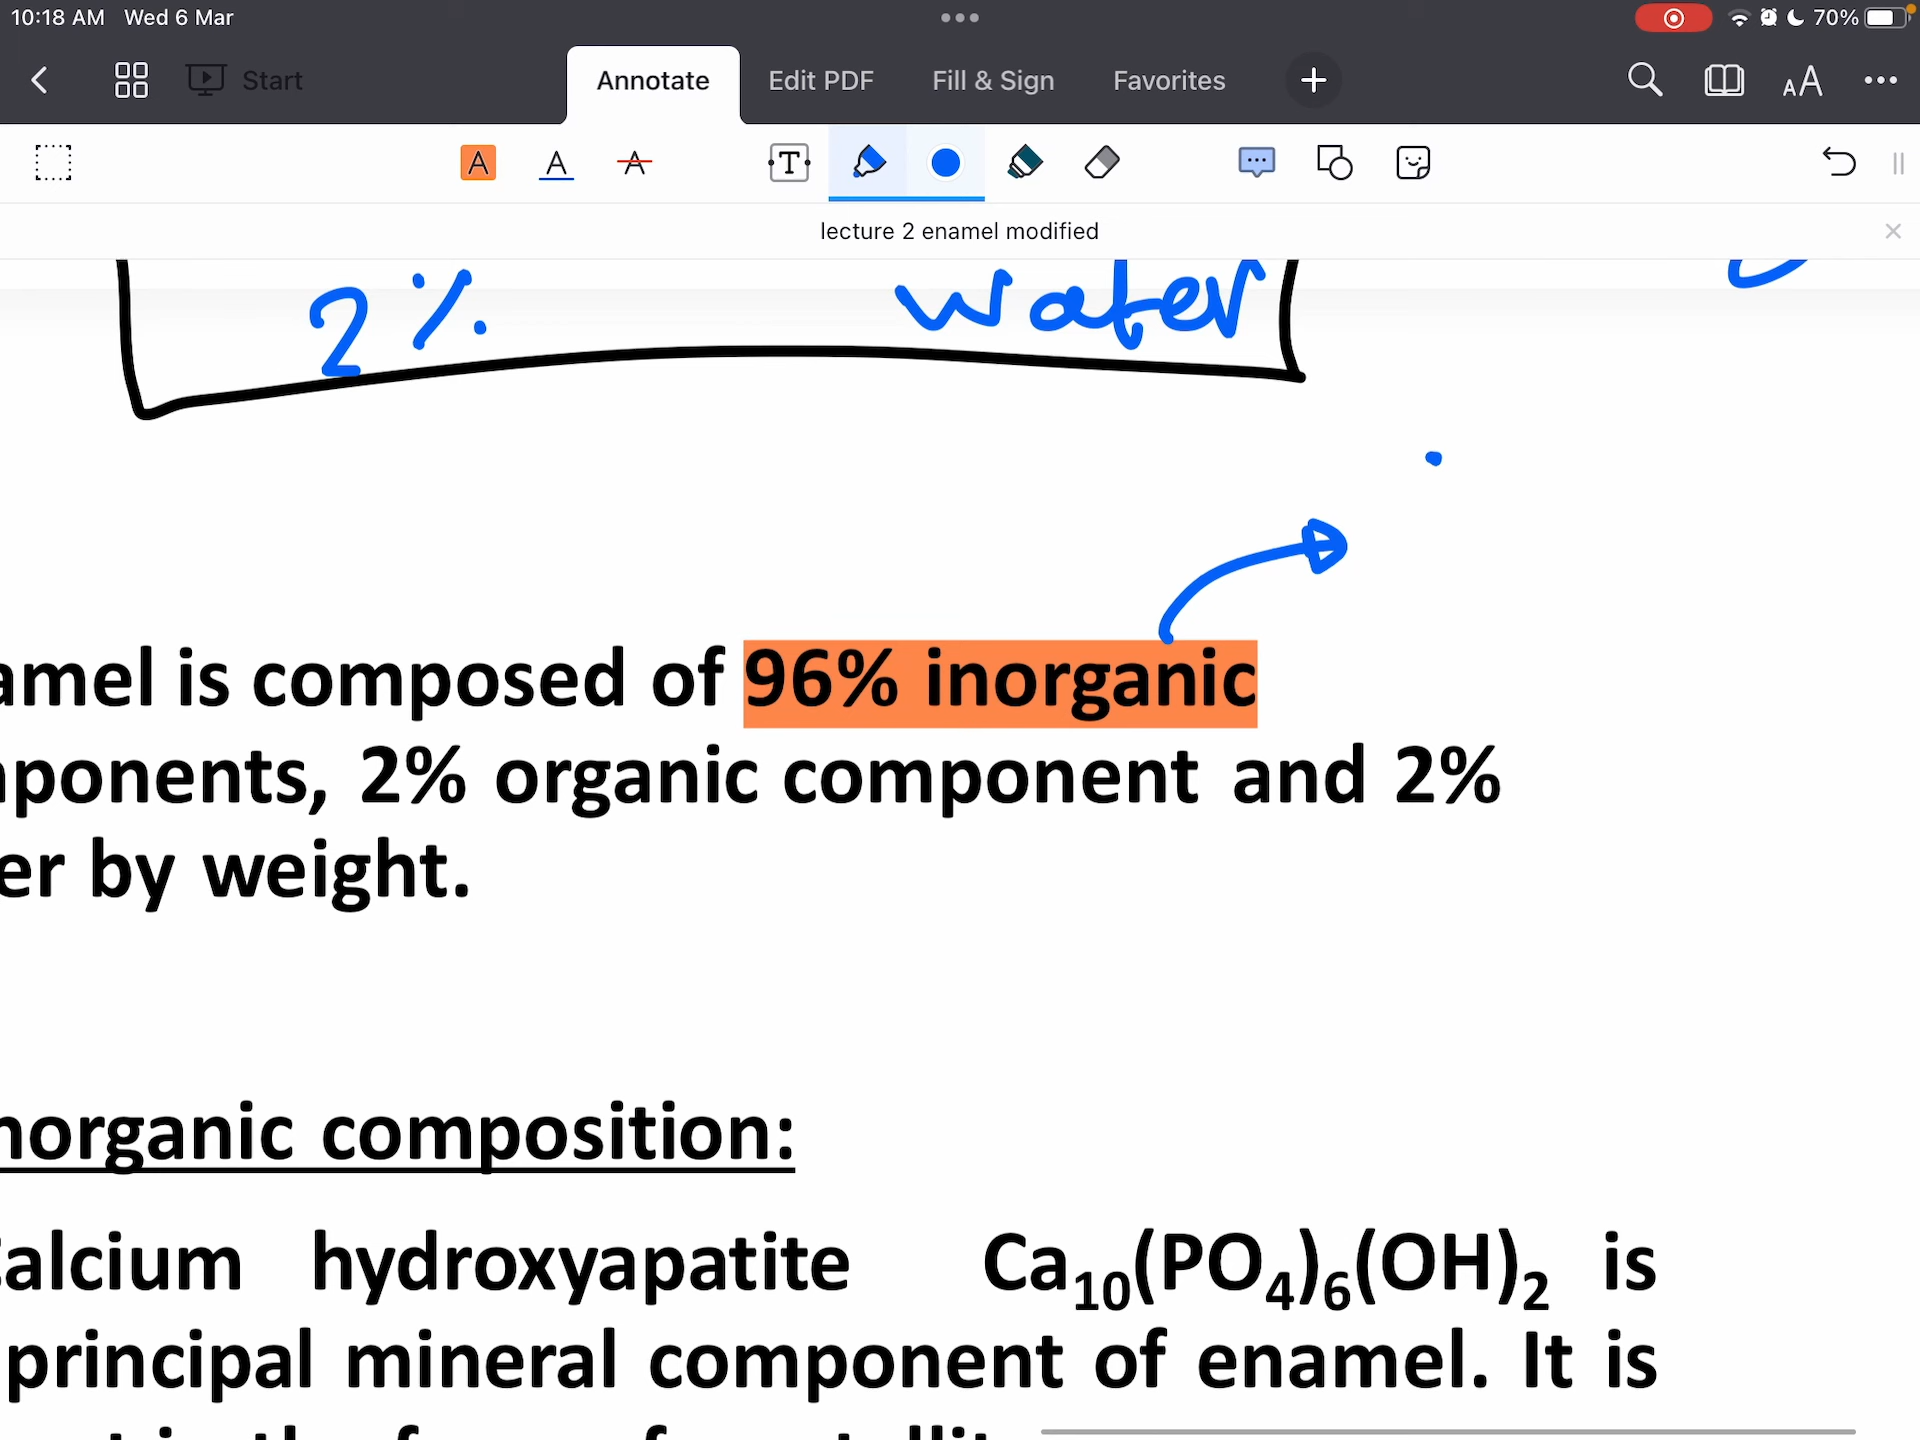 10:18 AM Wed 6 Mar
70%
Start
Annotate
Edit PDF
Fill & Sign
Favorites
AA
A A A T
lecture 2 enamel modified
2% water
amel is composed of 96% inorganic
ponents, 2% organic component and 2%
er by weight.
norganic composition:
Calcium hydroxyapatite Ca₁₀(PO₄)₆(OH)₂ is
principal mineral component of enamel. It is